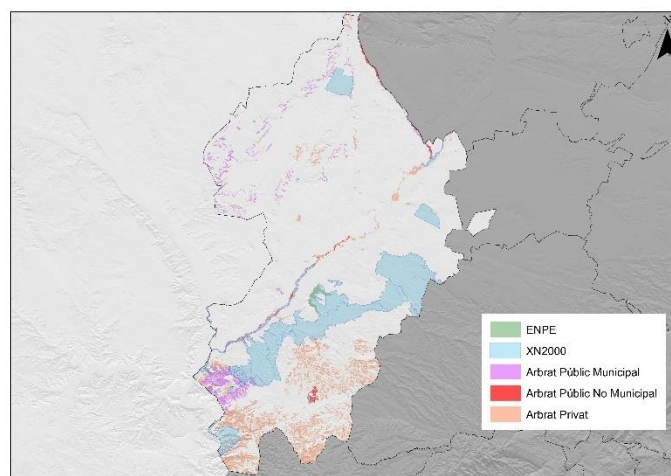 ENPE
XN2000
Arbrat Públic Municipal
Arbrat Públic No Municipal
Arbrat Privat